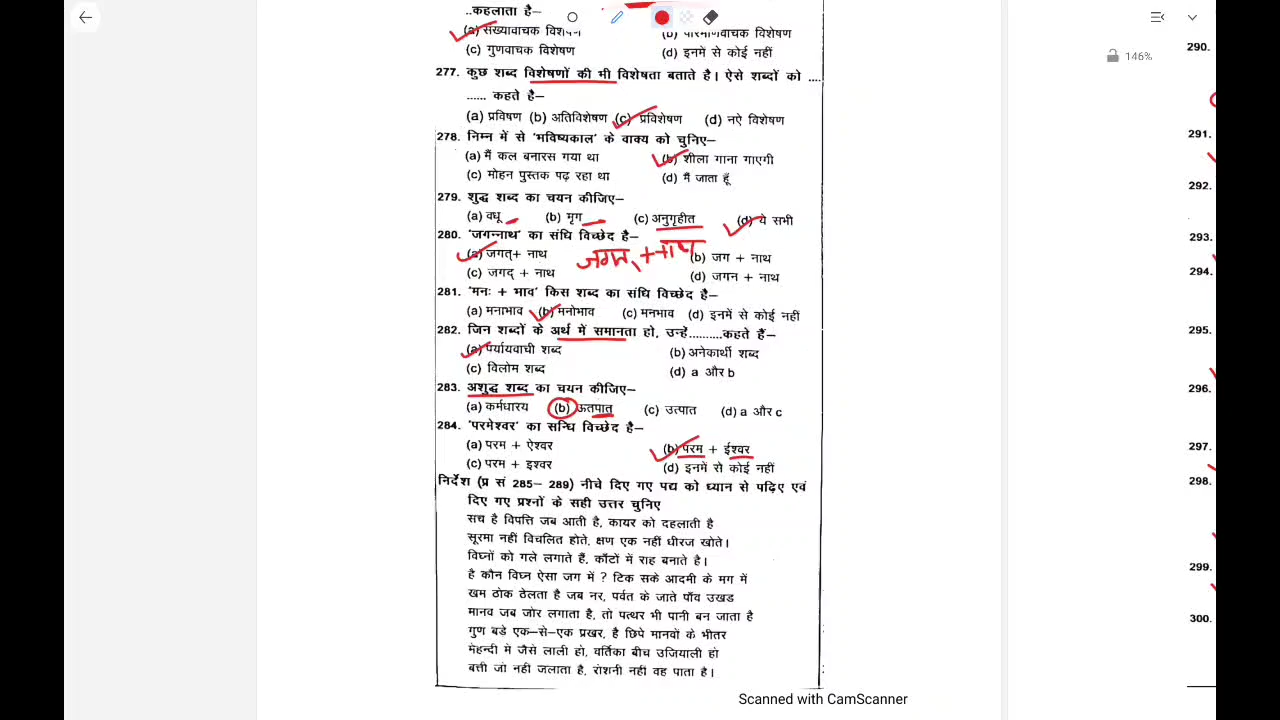 ..कहलाता है–
(a) संख्यावाचक विशेषण
(b) परिमाणवाचक विशेषण
(c) गुणवाचक विशेषण
(d) इनमें से कोई नहीं
277. कुछ शब्द विशेषणों की भी विशेषता बताते है। ऐसे शब्दों को ....
...... कहते है–
(a) प्रविषण (b) अतिविशेषण (c) प्रविशेषण (d) नऐ विशेषण
278. निम्न में से 'भविष्यकाल' के वाक्य को चुनिए–
(a) मैं कल बनारस गया था
(b) शीला गाना गाएगी
(c) मोहन पुस्तक पढ़ रहा था
(d) मैं जाता हूँ
279. शुद्ध शब्द का चयन कीजिए–
(a) वधू (b) मृग (c) अनुगृहीत (d) ये सभी
280. 'जगन्नाथ' का संधि विच्छेद है–
(a) जगत्+ नाथ
(b) जग + नाथ
(c) जगद् + नाथ
(d) जगन + नाथ
281. 'मनः + भाव' किस शब्द का संधि विच्छेद है–
(a) मनाभाव (b) मनोभाव (c) मनभाव (d) इनमें से कोई नहीं
282. जिन शब्दों के अर्थ में समानता हो, उन्हें..........कहते हैं–
(a) पर्यायवाची शब्द
(b) अनेकार्थी शब्द
(c) विलोम शब्द
(d) a और b
283. अशुद्ध शब्द का चयन कीजिए–
(a) कर्मधारय (b) ऊतपात् (c) उत्पात (d) a और c
284. 'परमेश्वर' का सन्धि विच्छेद है–
(a) परम + ऐश्वर
(b) परम + ईश्वर
(c) परम + इश्वर
(d) इनमें से कोई नहीं
निर्देश (प्र सं 285– 289) नीचे दिए गए पद्य को ध्यान से पढ़िए एवं
दिए गए प्रश्नों के सही उत्तर चुनिए
सच है विपत्ति जब आती है, कायर को दहलाती है
सूरमा नहीं विचलित होते, क्षण एक नहीं धीरज खोते।
विघ्नों को गले लगाते हैं, काँटों में राह बनाते है।
है कौन विघ्न ऐसा जग में ? टिक सके आदमी के मग में
खम ठोक ठेलता है जब नर, पर्वत के जाते पाँव उखड
मानव जब जोर लगाता है, तो पत्थर भी पानी बन जाता है
गुण बडे एक–से–एक प्रखर, है छिपे मानवों के भीतर
मेहन्दी मे जैसे लाली हो, वर्तिका बीच उजियाली हो
बत्ती जो नही जलाता है, रोशनी नहीं वह पाता है।
Scanned with CamScanner
146%
290.
291.
292.
293.
294.
295.
296.
297.
298.
299.
300.